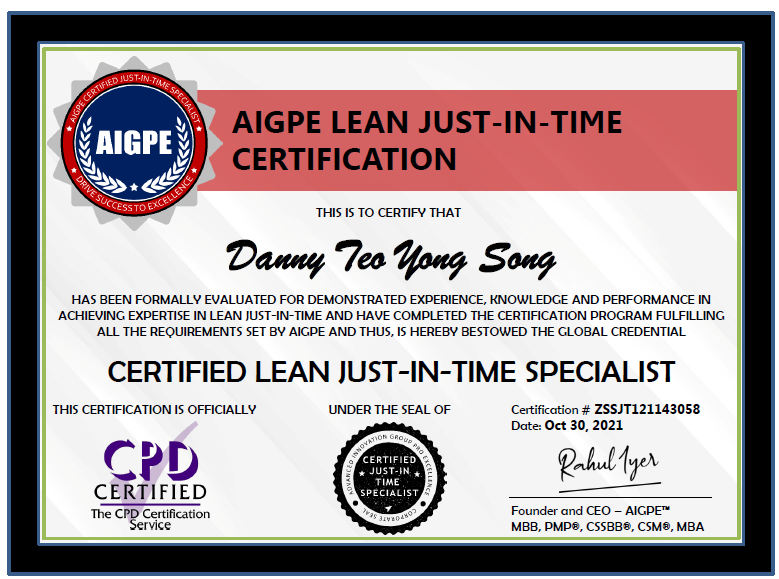 AIGPE CERTIFIED JUST-IN-TIME SPECIALIST
AIGPE
DRIVE SUCCESS TO EXCELLENCE
AIGPE LEAN JUST-IN-TIME
CERTIFICATION
THIS IS TO CERTIFY THAT
Danny Teo Yong Song
HAS BEEN FORMALLY EVALUATED FOR DEMONSTRATED EXPERIENCE, KNOWLEDGE AND PERFORMANCE IN
ACHIEVING EXPERTISE IN LEAN JUST-IN-TIME AND HAVE COMPLETED THE CERTIFICATION PROGRAM FULFILLING
ALL THE REQUIREMENTS SET BY AIGPE AND THUS, IS HEREBY BESTOWED THE GLOBAL CREDENTIAL
CERTIFIED LEAN JUST-IN-TIME SPECIALIST
THIS CERTIFICATION IS OFFICIALLY
CPD
CERTIFIED
The CPD Certification
Service
UNDER THE SEAL OF
ADVANCED INNOVATION GROUP PRO EXCELLENCE
CERTIFIED
JUST-IN
TIME
SPECIALIST
CORPORATE SEAL
Certification # ZSSJT121143058
Date: Oct 30, 2021
Rahul Iyer
Founder and CEO – AIGPE™
MBB, PMP®, CSSBB®, CSM®, MBA